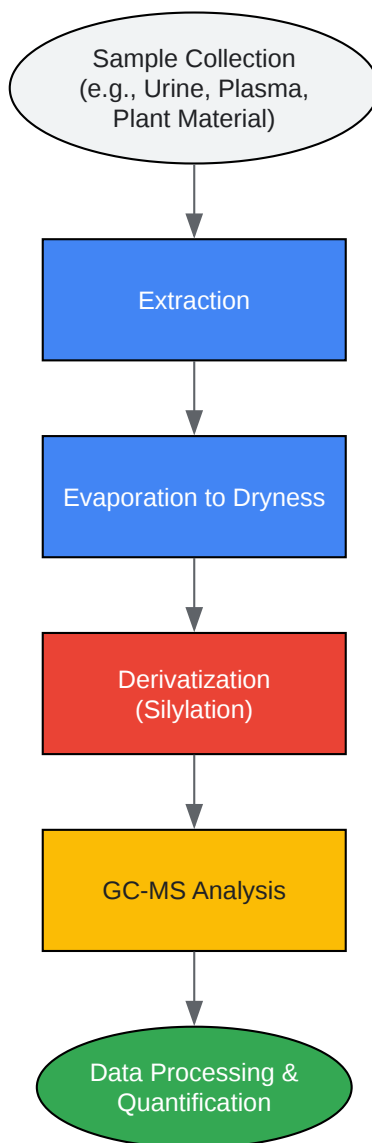 Sample Collection
(e.g., Urine, Plasma,
Plant Material)
Extraction
Evaporation to Dryness
Derivatization
(Silylation)
GC-MS Analysis
Data Processing &
Quantification